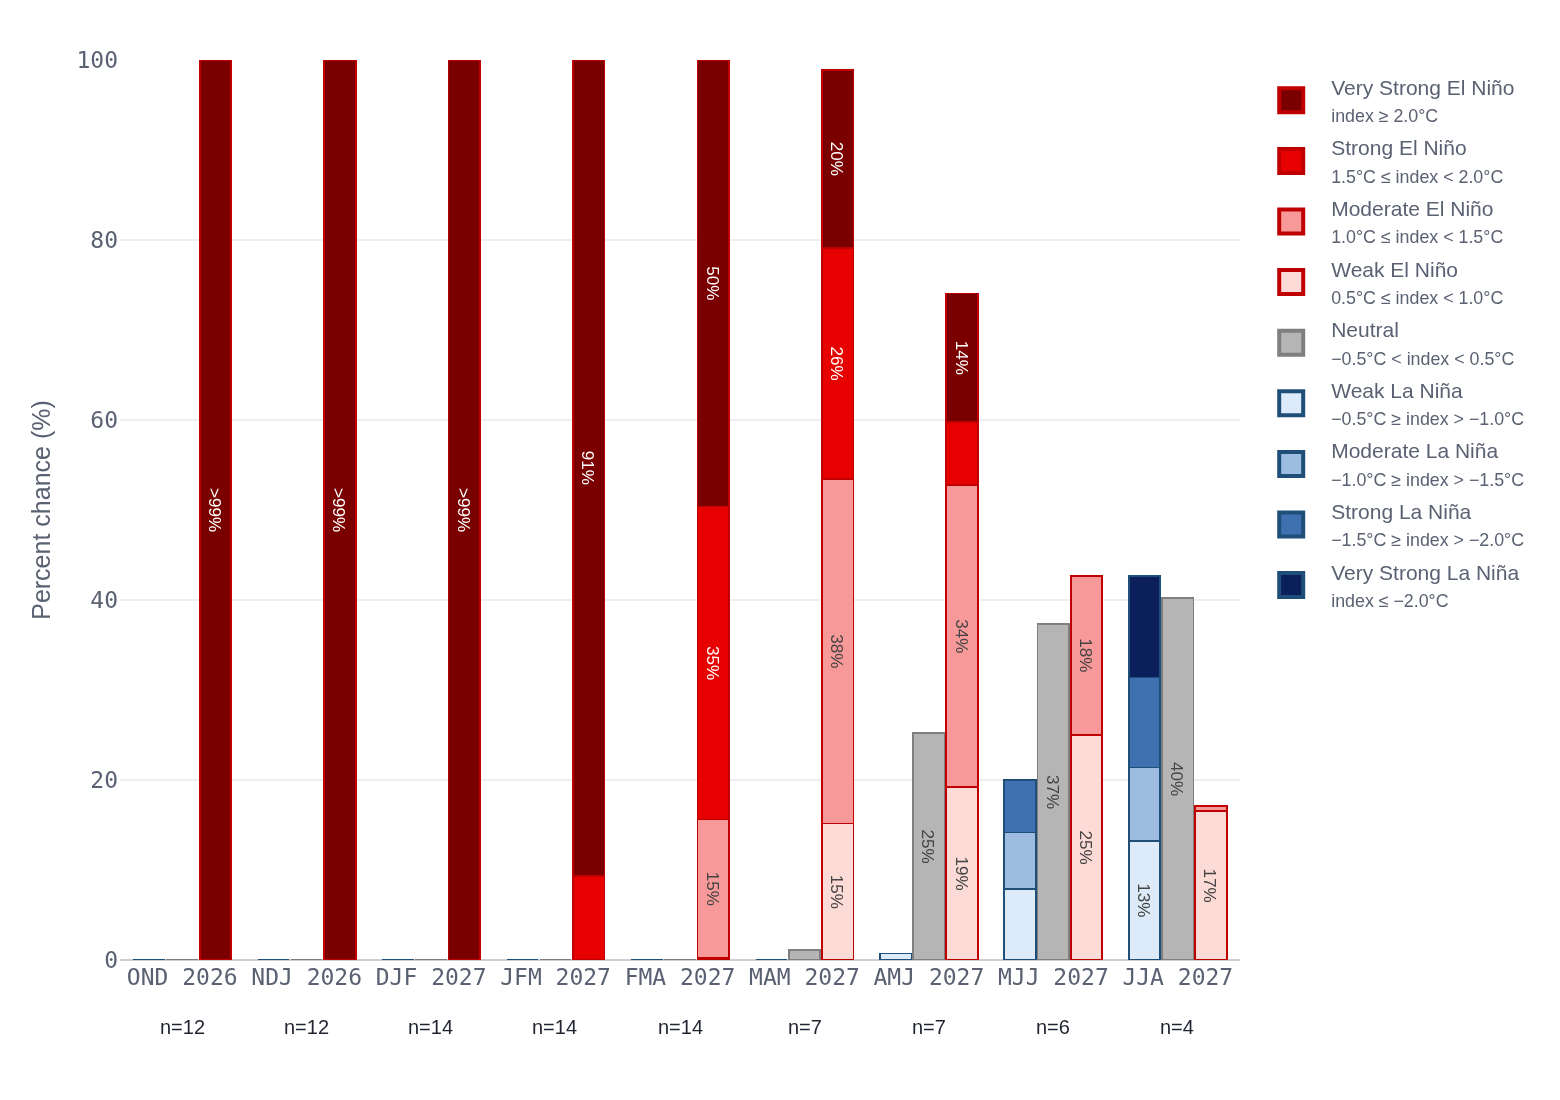 100
80
60
40
20
0
Percent chance (%)
>99%
>99%
>99%
91%
50%
35%
15%
20%
26%
38%
15%
25%
14%
34%
19%
37%
18%
25%
13%
40%
17%
OND 2026 NDJ 2026 DJF 2027 JFM 2027 FMA 2027 MAM 2027 AMJ 2027 MJJ 2027 JJA 2027
n=12 n=12 n=14 n=14 n=14 n=7 n=7 n=6 n=4
Very Strong El Niño
index ≥ 2.0°C
Strong El Niño
1.5°C ≤ index < 2.0°C
Moderate El Niño
1.0°C ≤ index < 1.5°C
Weak El Niño
0.5°C ≤ index < 1.0°C
Neutral
−0.5°C < index < 0.5°C
Weak La Niña
−0.5°C ≥ index > −1.0°C
Moderate La Niña
−1.0°C ≥ index > −1.5°C
Strong La Niña
−1.5°C ≥ index > −2.0°C
Very Strong La Niña
index ≤ −2.0°C